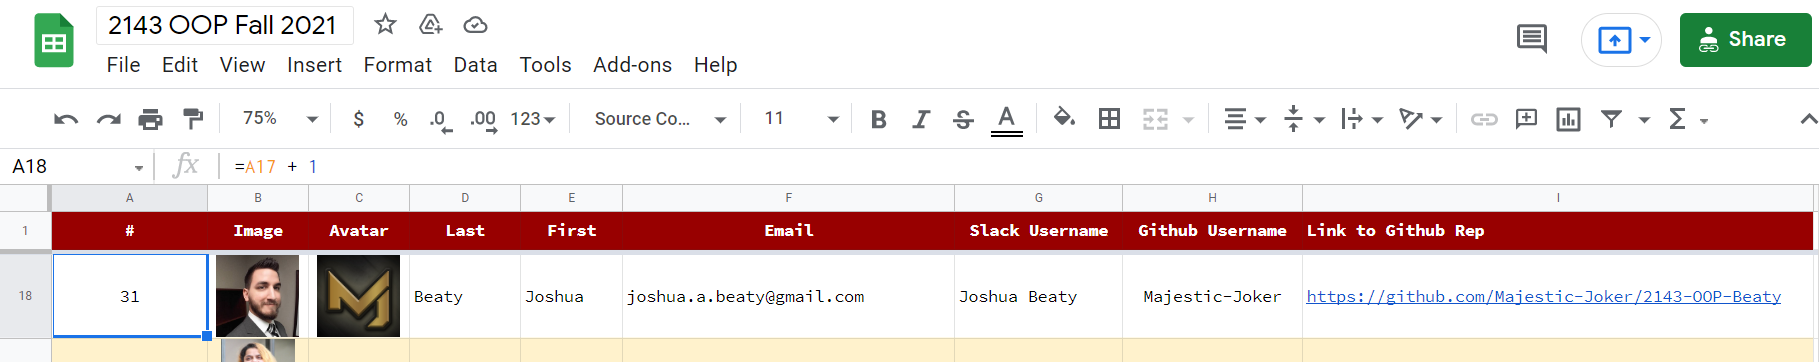 2143 OOP Fall 2021
File Edit View Insert Format Data Tools Add-ons Help
Share
75% $ % .0 .00 123 Source Co... 11 B I S A Σ
A18 fx =A17 + 1
A B C D E F G H I
1 # Image Avatar Last First Email Slack Username Github Username Link to Github Rep
18 31 MJ Beaty Joshua joshua.a.beaty@gmail.com Joshua Beaty Majestic-Joker https://github.com/Majestic-Joker/2143-OOP-Beaty